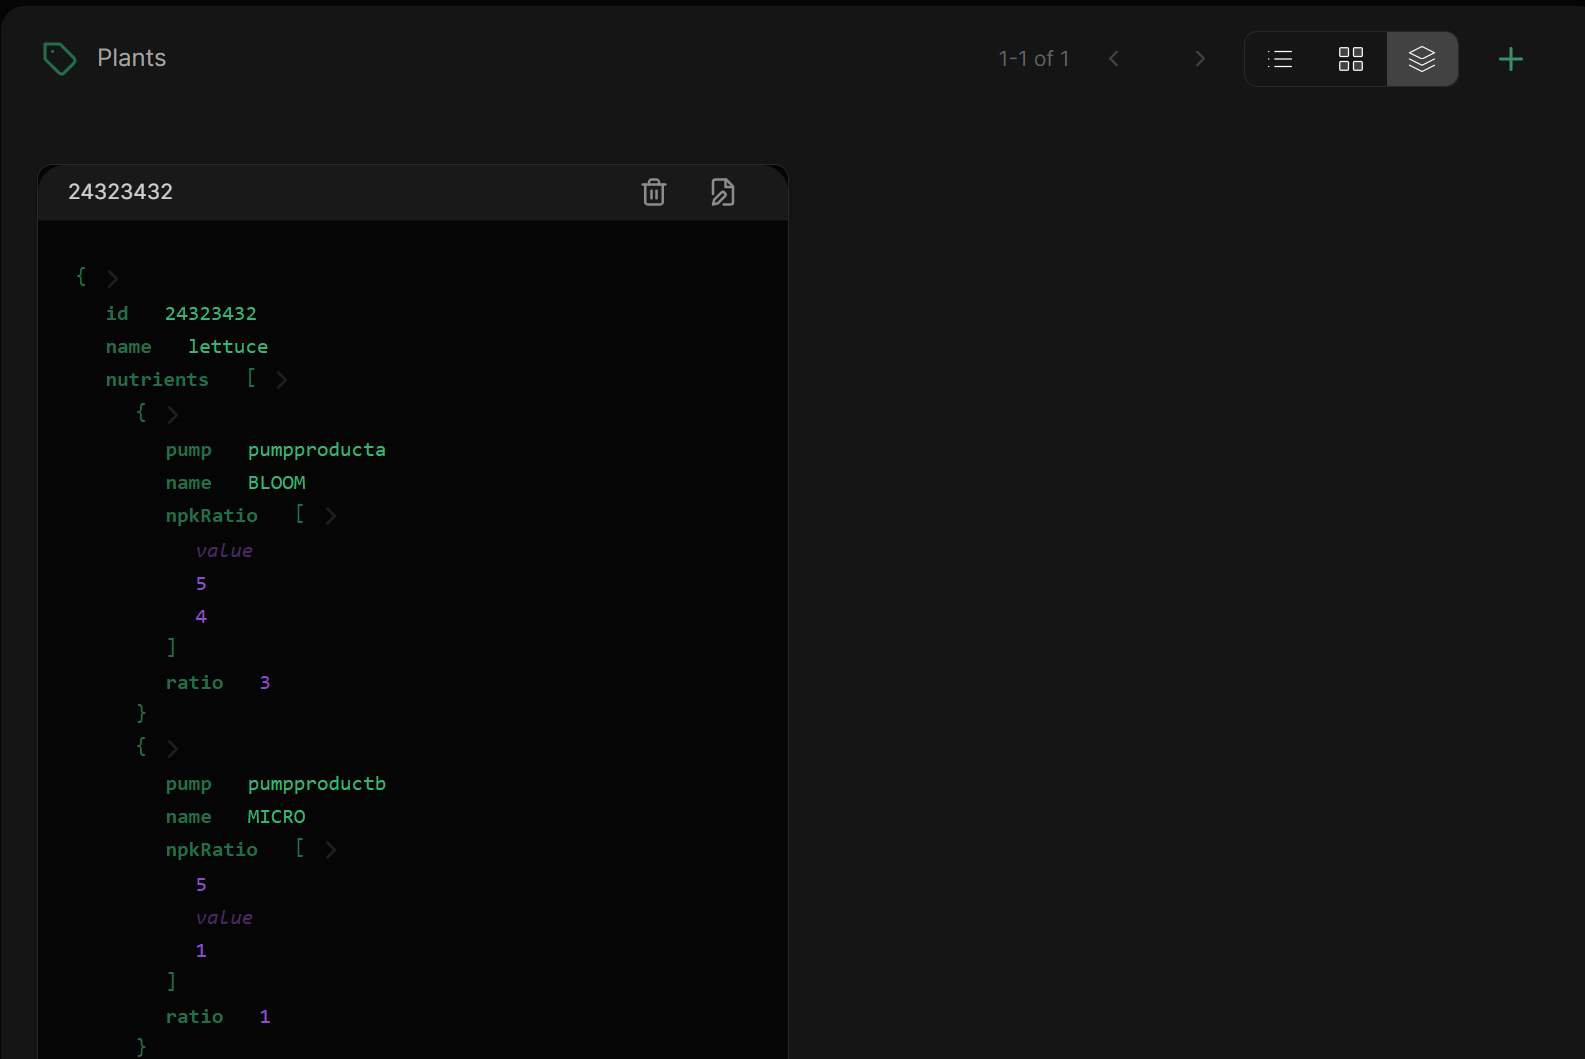 Plants
1-1 of 1
24323432
{
id 24323432
name lettuce
nutrients [
{
pump pumpproducta
name BLOOM
npkRatio [
value
5
4
]
ratio 3
}
{
pump pumpproductb
name MICRO
npkRatio [
5
value
1
]
ratio 1
}